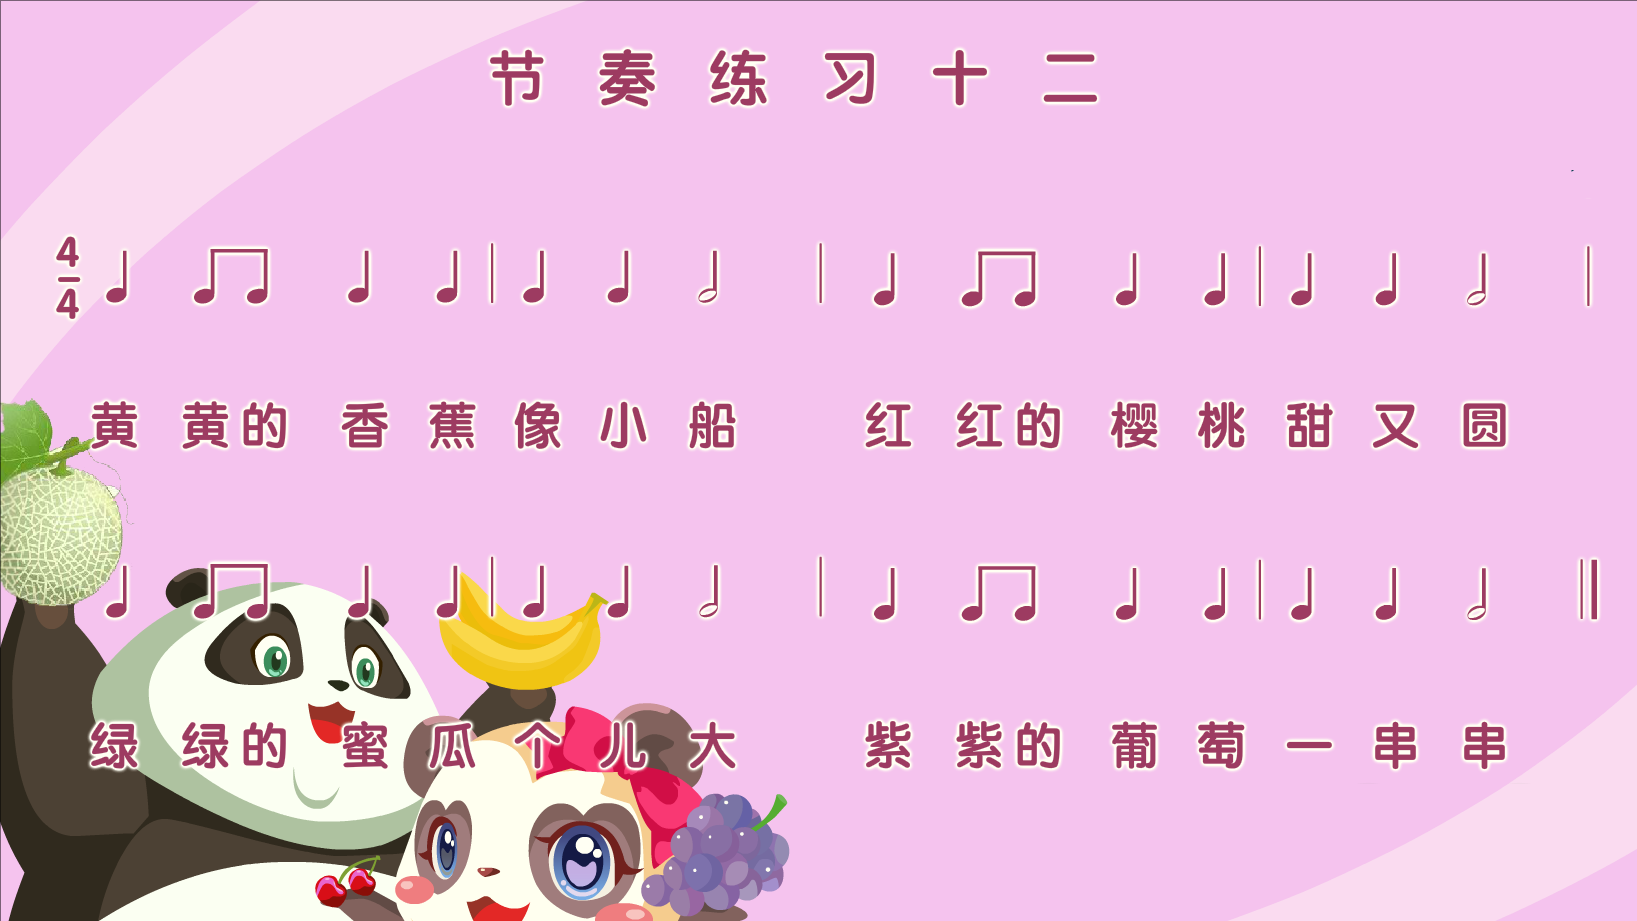 节奏练习十二
4
4
黄 黄的 香 蕉 像 小 船 红 红的 樱 桃 甜 又 圆
绿 绿的 蜜 瓜 个 儿 大 紫 紫的 葡 萄 一 串 串